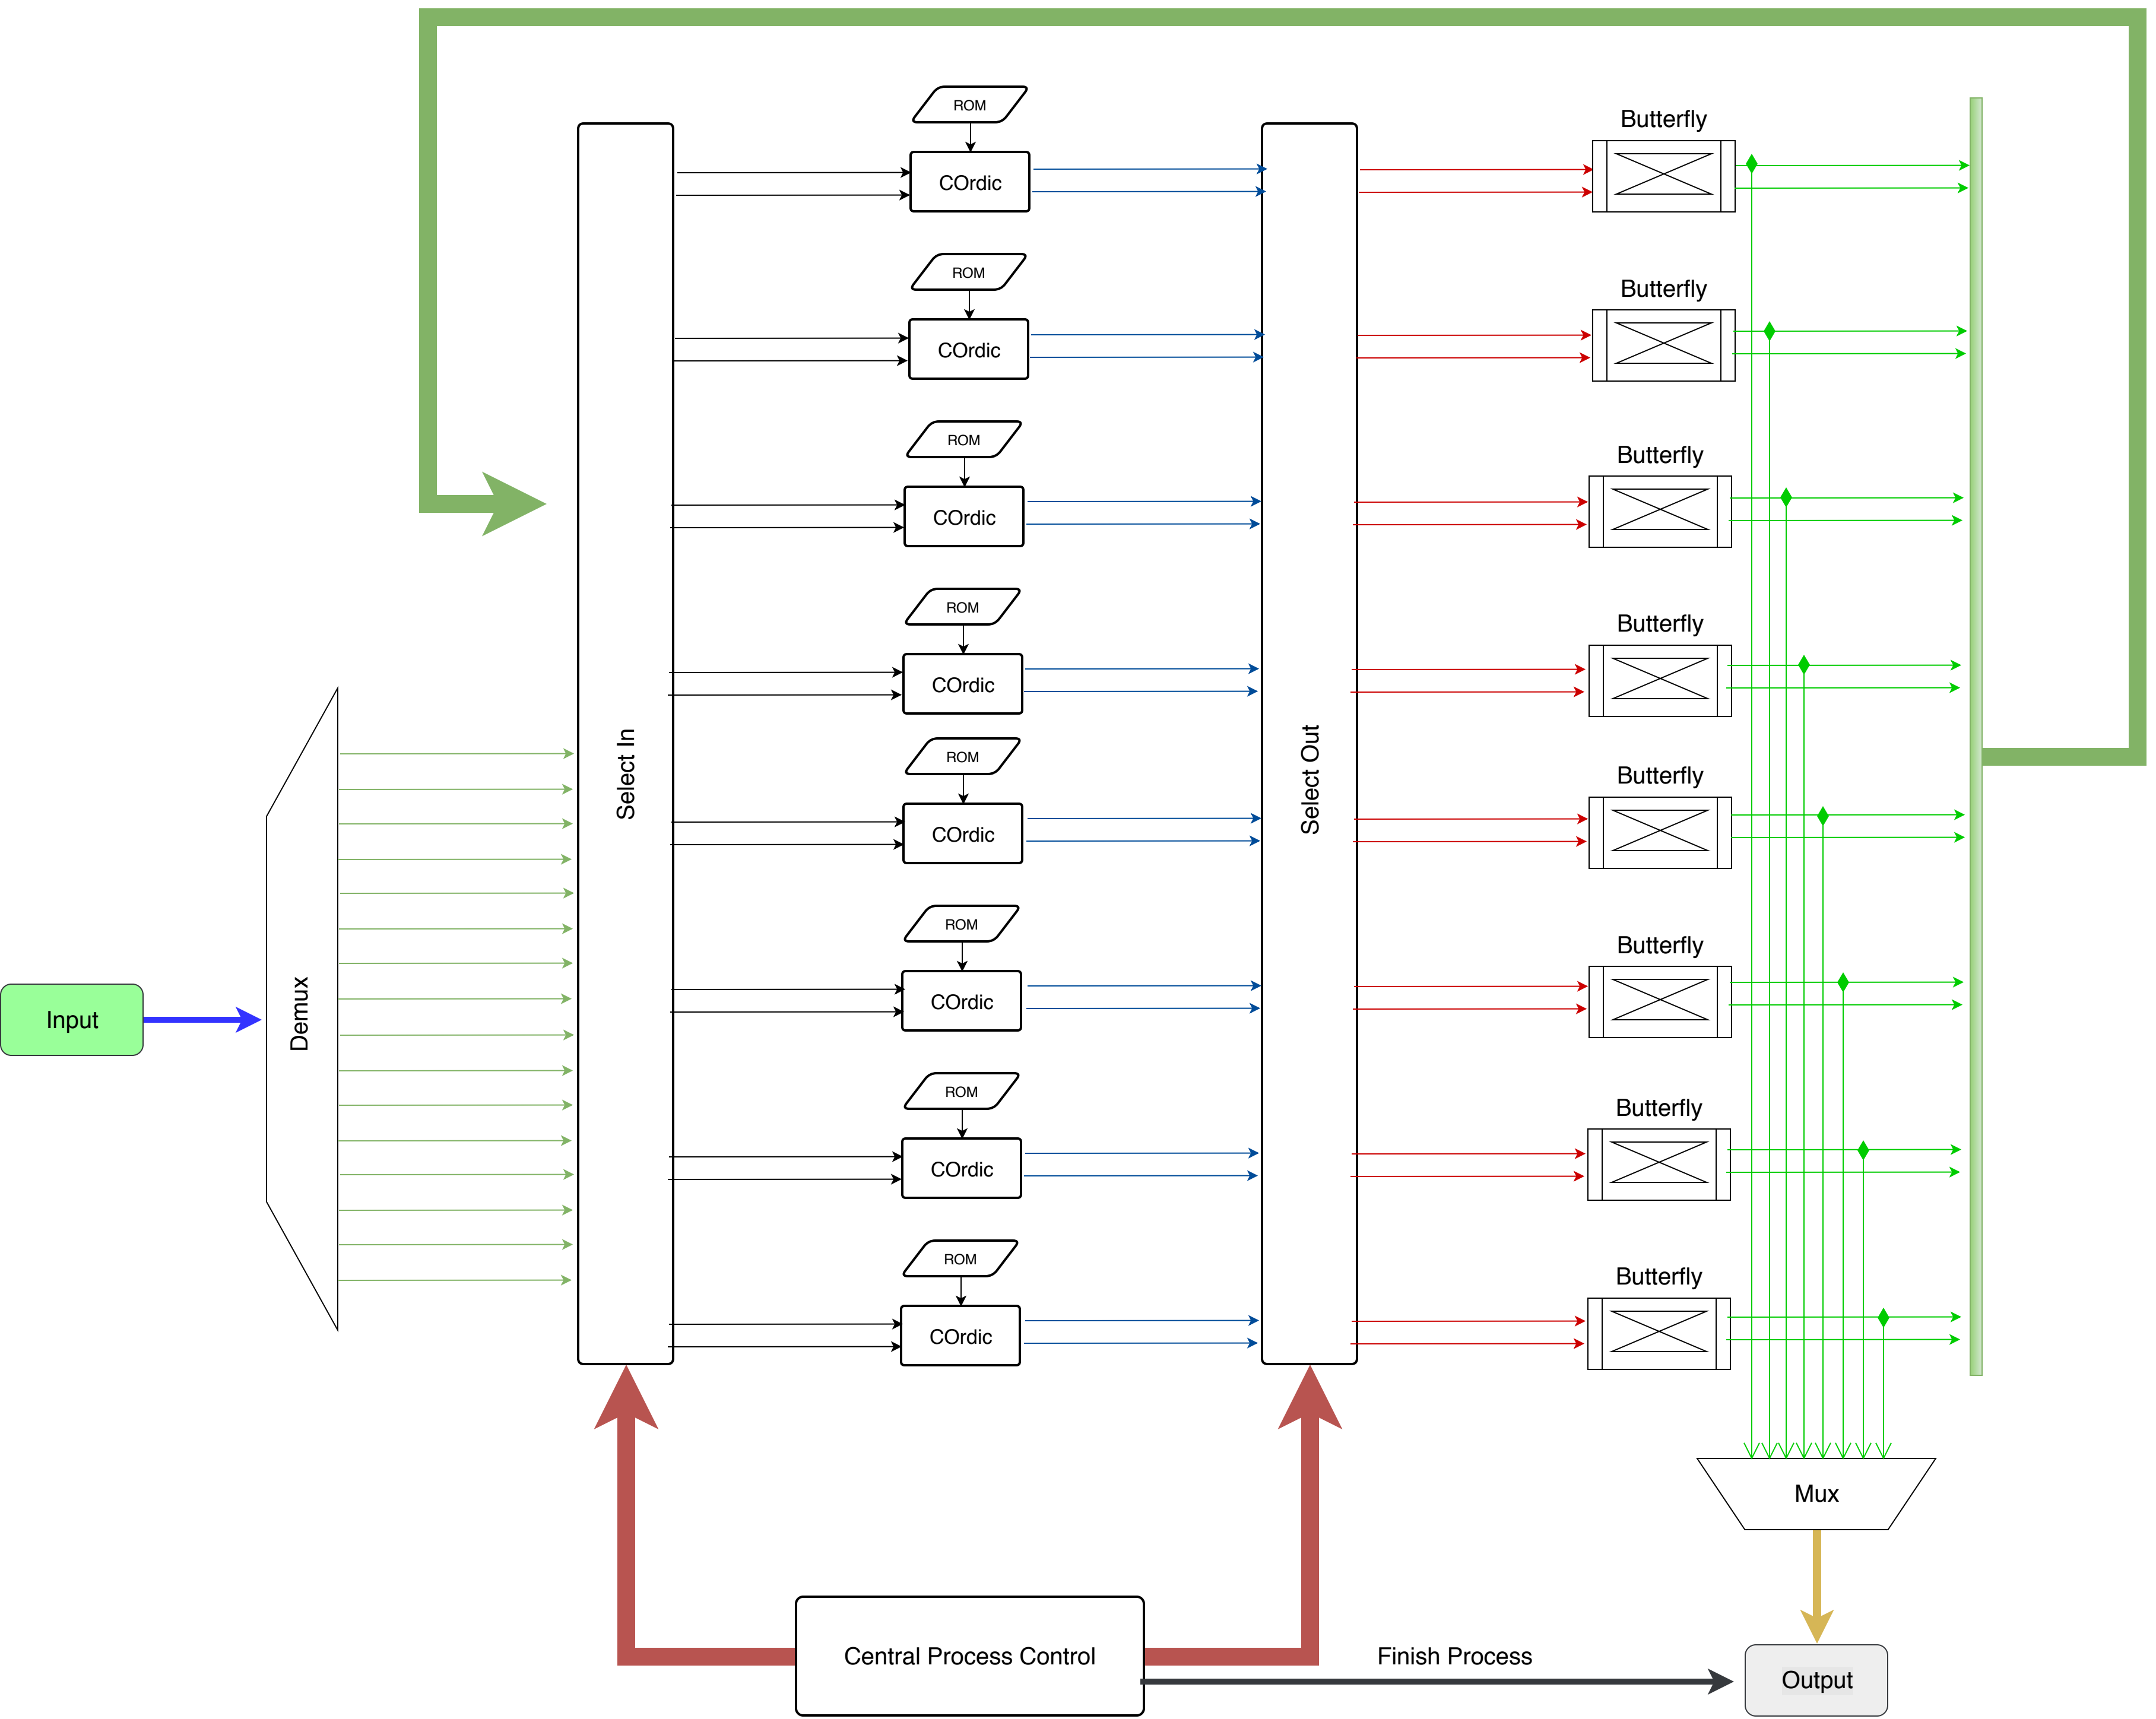 ROM
COrdic
Butterfly
ROM
COrdic
Butterfly
ROM
COrdic
Butterfly
ROM
COrdic
Butterfly
ROM
COrdic
Butterfly
ROM
COrdic
Butterfly
ROM
COrdic
Butterfly
ROM
COrdic
Butterfly
Input
Demux
Select In
Select Out
Mux
Central Process Control
Finish Process
Output